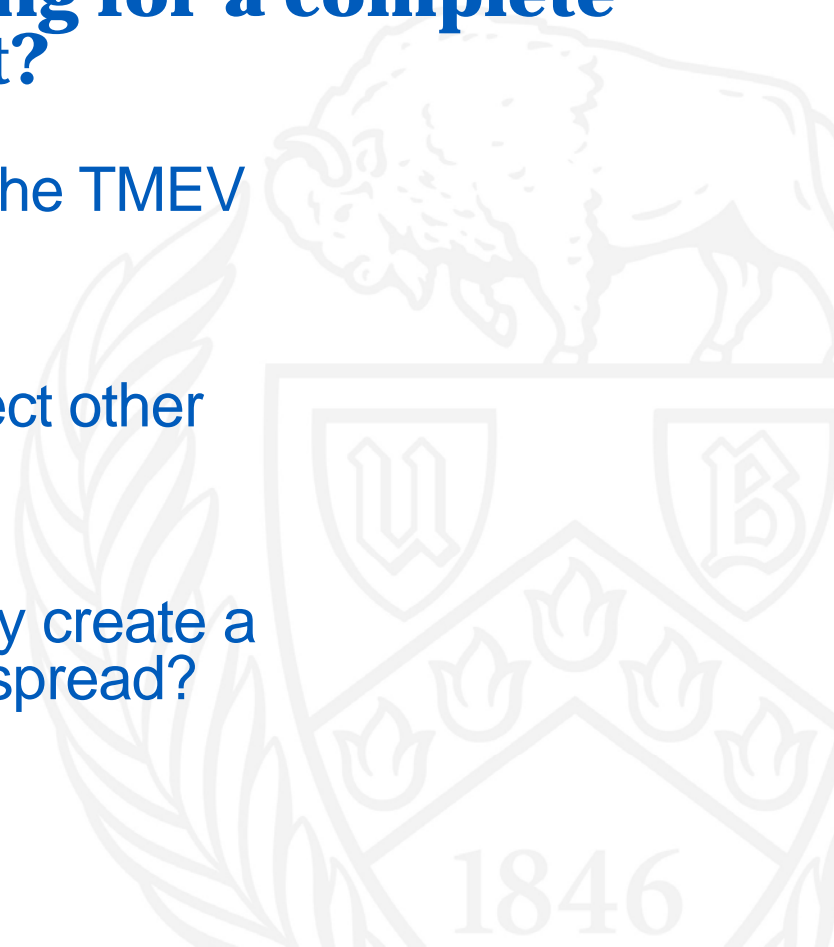 ng for a complete
t?
he TMEV
ect other
y create a
spread?
U B
1846